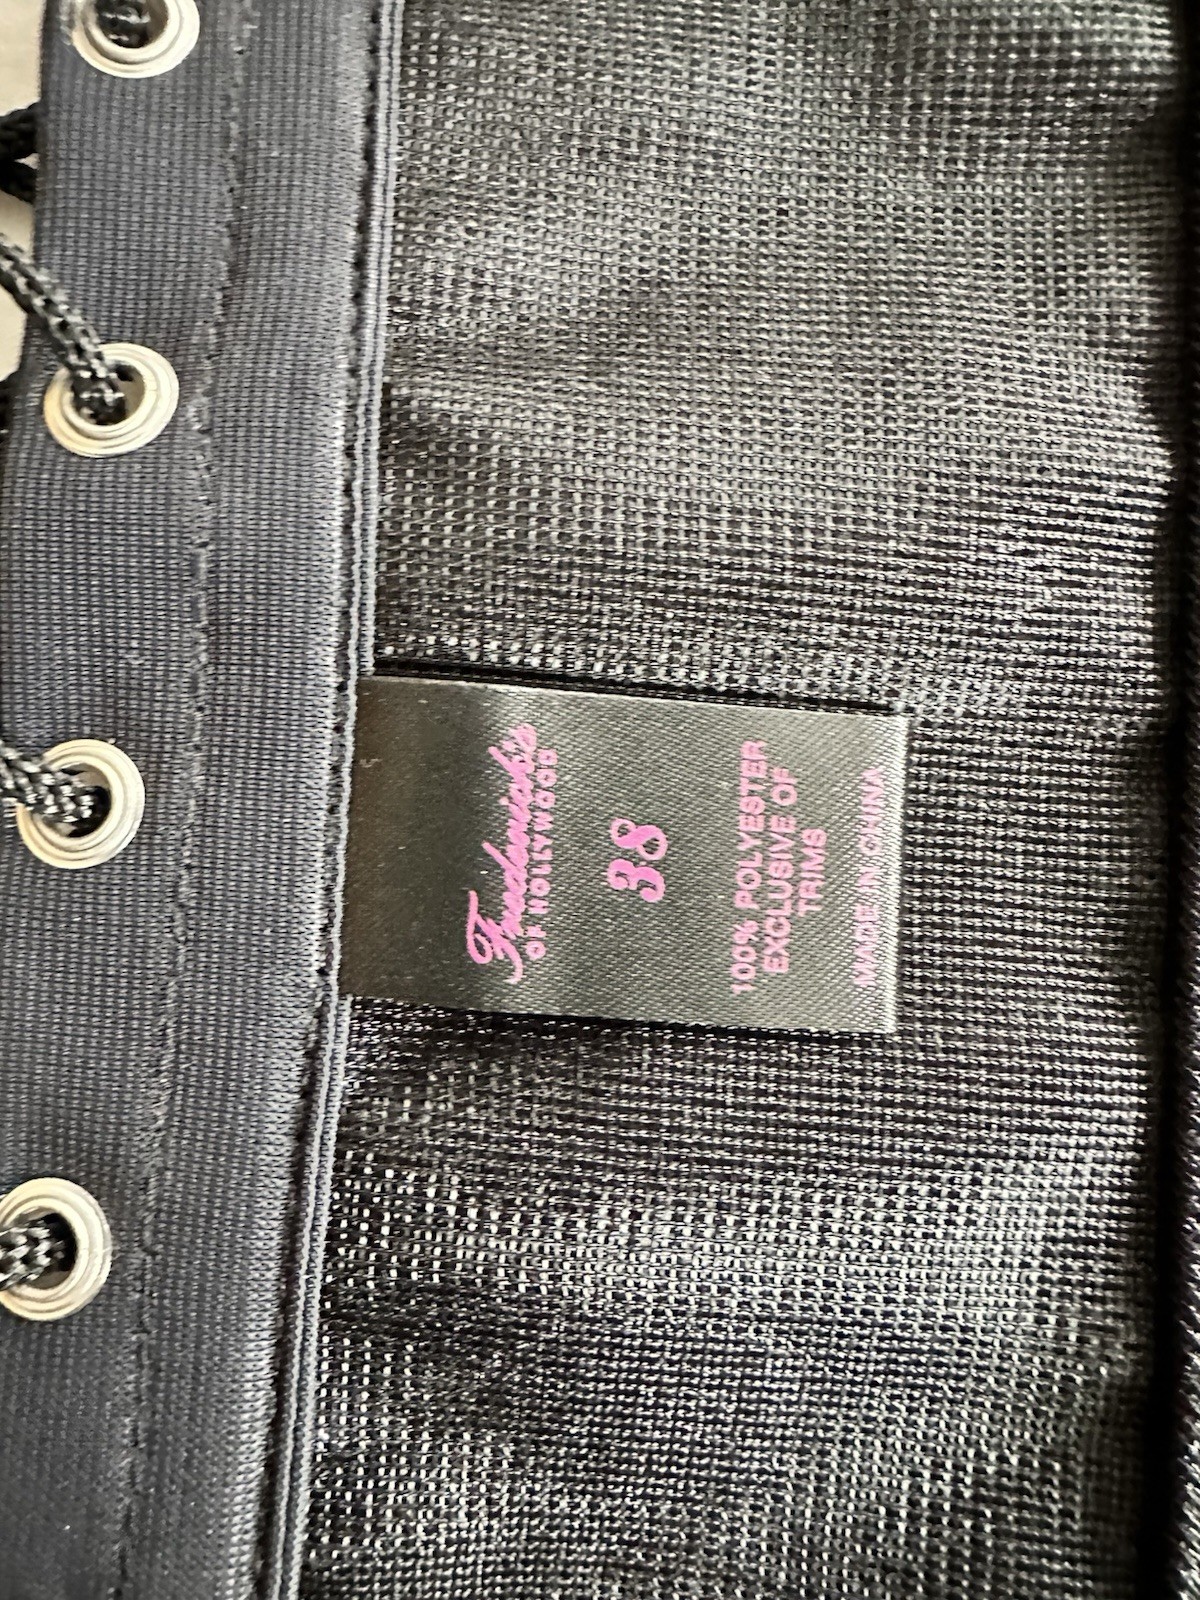 Frederick's
OF HOLLYWOOD
38
100% POLYESTER
EXCLUSIVE OF
TRIMS
MADE IN CHINA